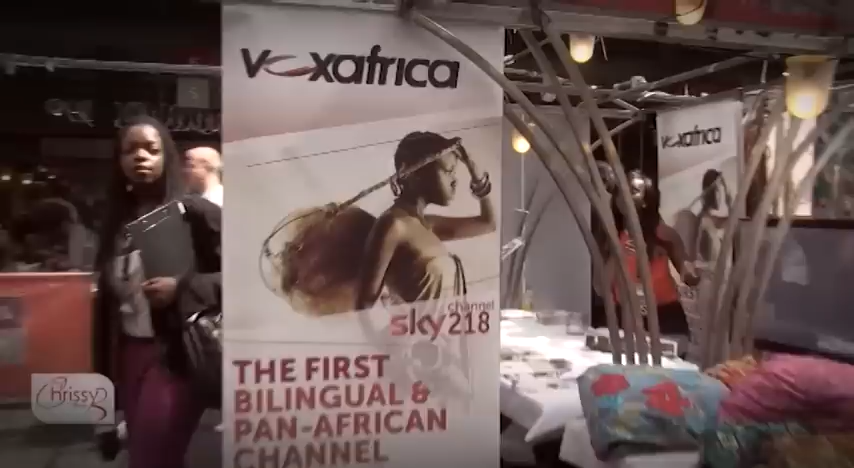 voxafrica
voxafrica
channel
sky 218
THE FIRST
BILINGUAL &
PAN-AFRICAN
CHANNEL
Chrissy B